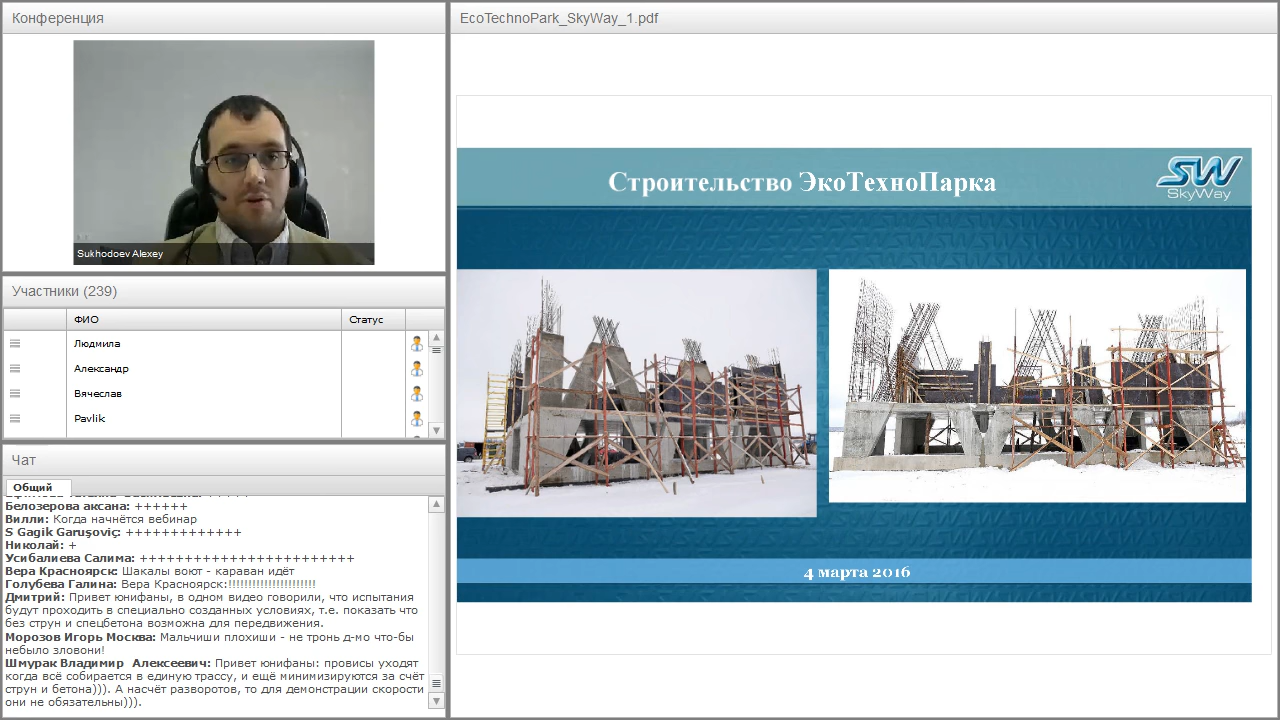 Конференция
Sukhodoev Alexey
Участники (239)
ФИО
Статус
Людмила
Александр
Вячеслав
Pavlik
Чат
Общий
Белозерова аксана: ++++++
Вилли: Когда начнётся вебинар
S Gagik Garuşoviç: +++++++++++++
Николай: +
Усибалиева Салима: ++++++++++++++++++++++++
Вера Красноярск: Шакалы воют - караван идёт
Голубева Галина: Вера Красноярск:!!!!!!!!!!!!!!!!!!!!!!
Дмитрий: Привет юнифаны, в одном видео говорили, что испытания
будут проходить в специально созданных условиях, т.е. показать что
без струн и спецбетона возможна для передвижения.
Морозов Игорь Москва: Мальчиши плохиши - не тронь д-мо что-бы
небыло зловони!
Шмурак Владимир Алексеевич: Привет юнифаны: провисы уходят
когда всё собирается в единую трассу, и ещё минимизируются за счёт
струн и бетона))). А насчёт разворотов, то для демонстрации скорости
они не обязательны))).
EcoTechnoPark_SkyWay_1.pdf
Строительство ЭкоТехноПарка
SW
SkyWay
4 марта 2016